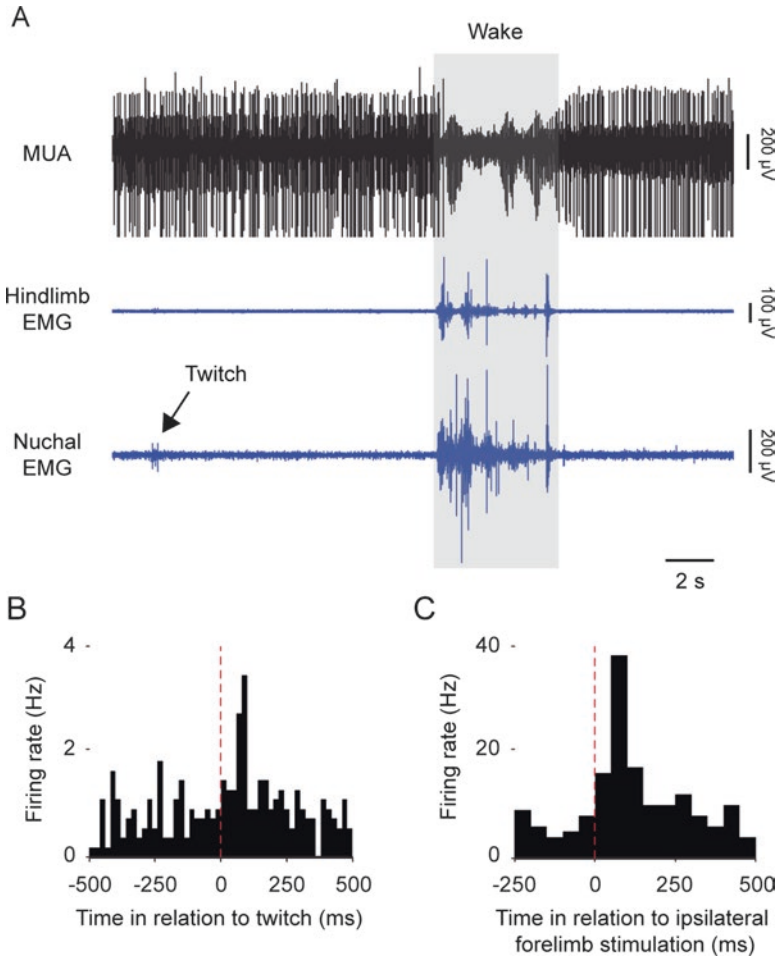 A
Wake
MUA
200 µV
Hindlimb
EMG
100 µV
Twitch
Nuchal
EMG
200 µV
2 s
B
4
2
0
Firing rate (Hz)
-500 -250 0 250 500
Time in relation to twitch (ms)
C
40
20
0
Firing rate (Hz)
-250 0 250 500
Time in relation to ipsilateral
forelimb stimulation (ms)